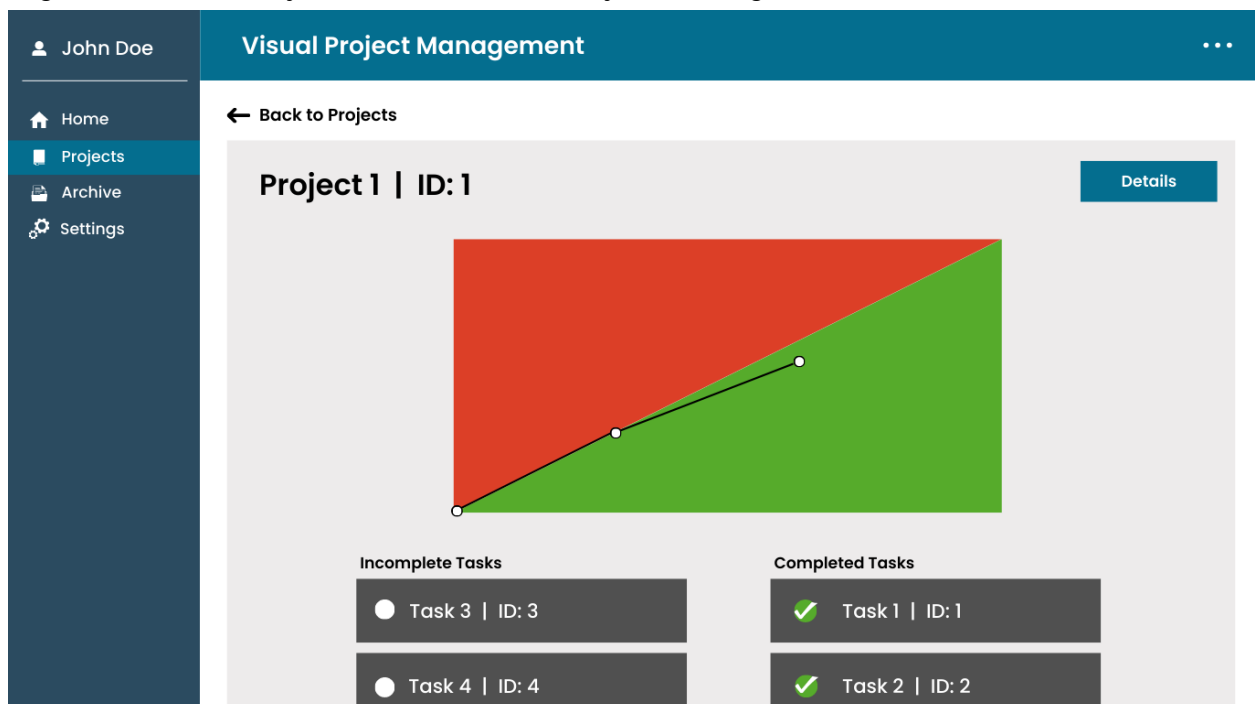 John Doe
Visual Project Management
Home
Projects
Archive
Settings
Back to Projects
Project 1 | ID: 1
Details
Incomplete Tasks
Task 3 | ID: 3
Task 4 | ID: 4
Completed Tasks
Task 1 | ID: 1
Task 2 | ID: 2